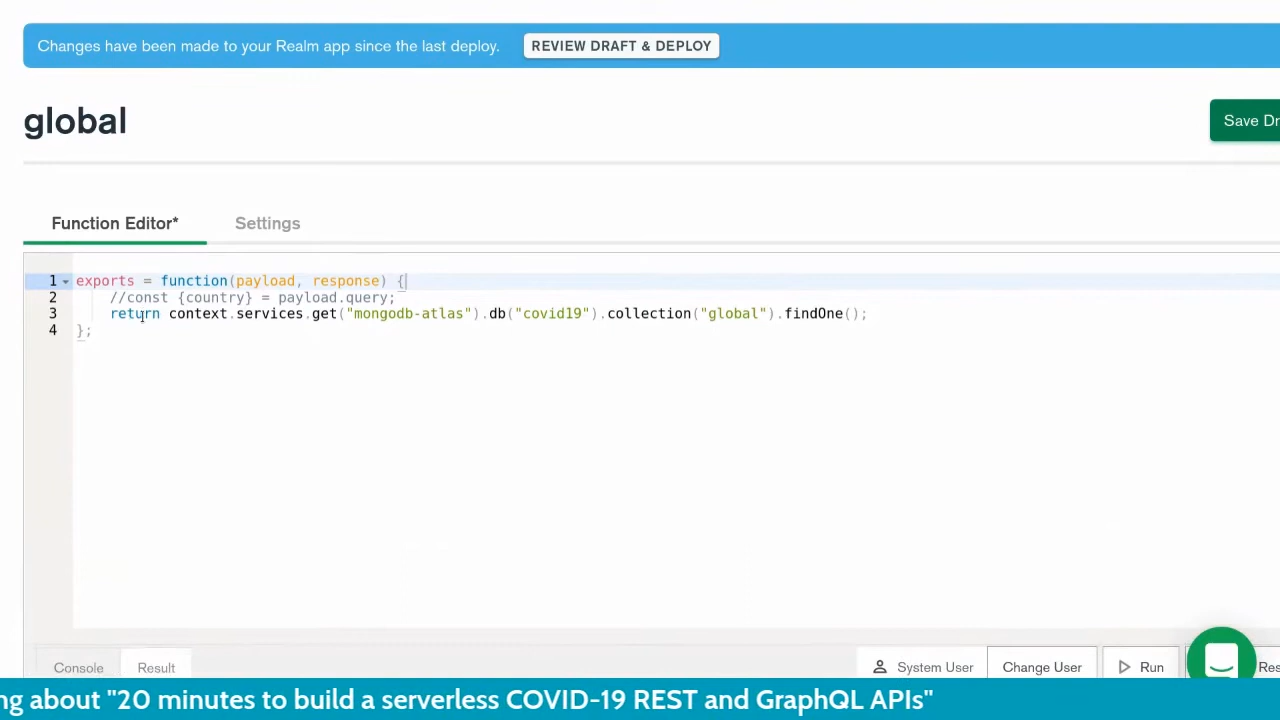 Changes have been made to your Realm app since the last deploy. REVIEW DRAFT & DEPLOY
global
Save Dr
Function Editor* Settings
1 exports = function(payload, response) {
2 //const {country} = payload.query;
3 return context.services.get("mongodb-atlas").db("covid19").collection("global").findOne();
4 };
Console Result System User Change User Run Res
ng about "20 minutes to build a serverless COVID-19 REST and GraphQL APIs"